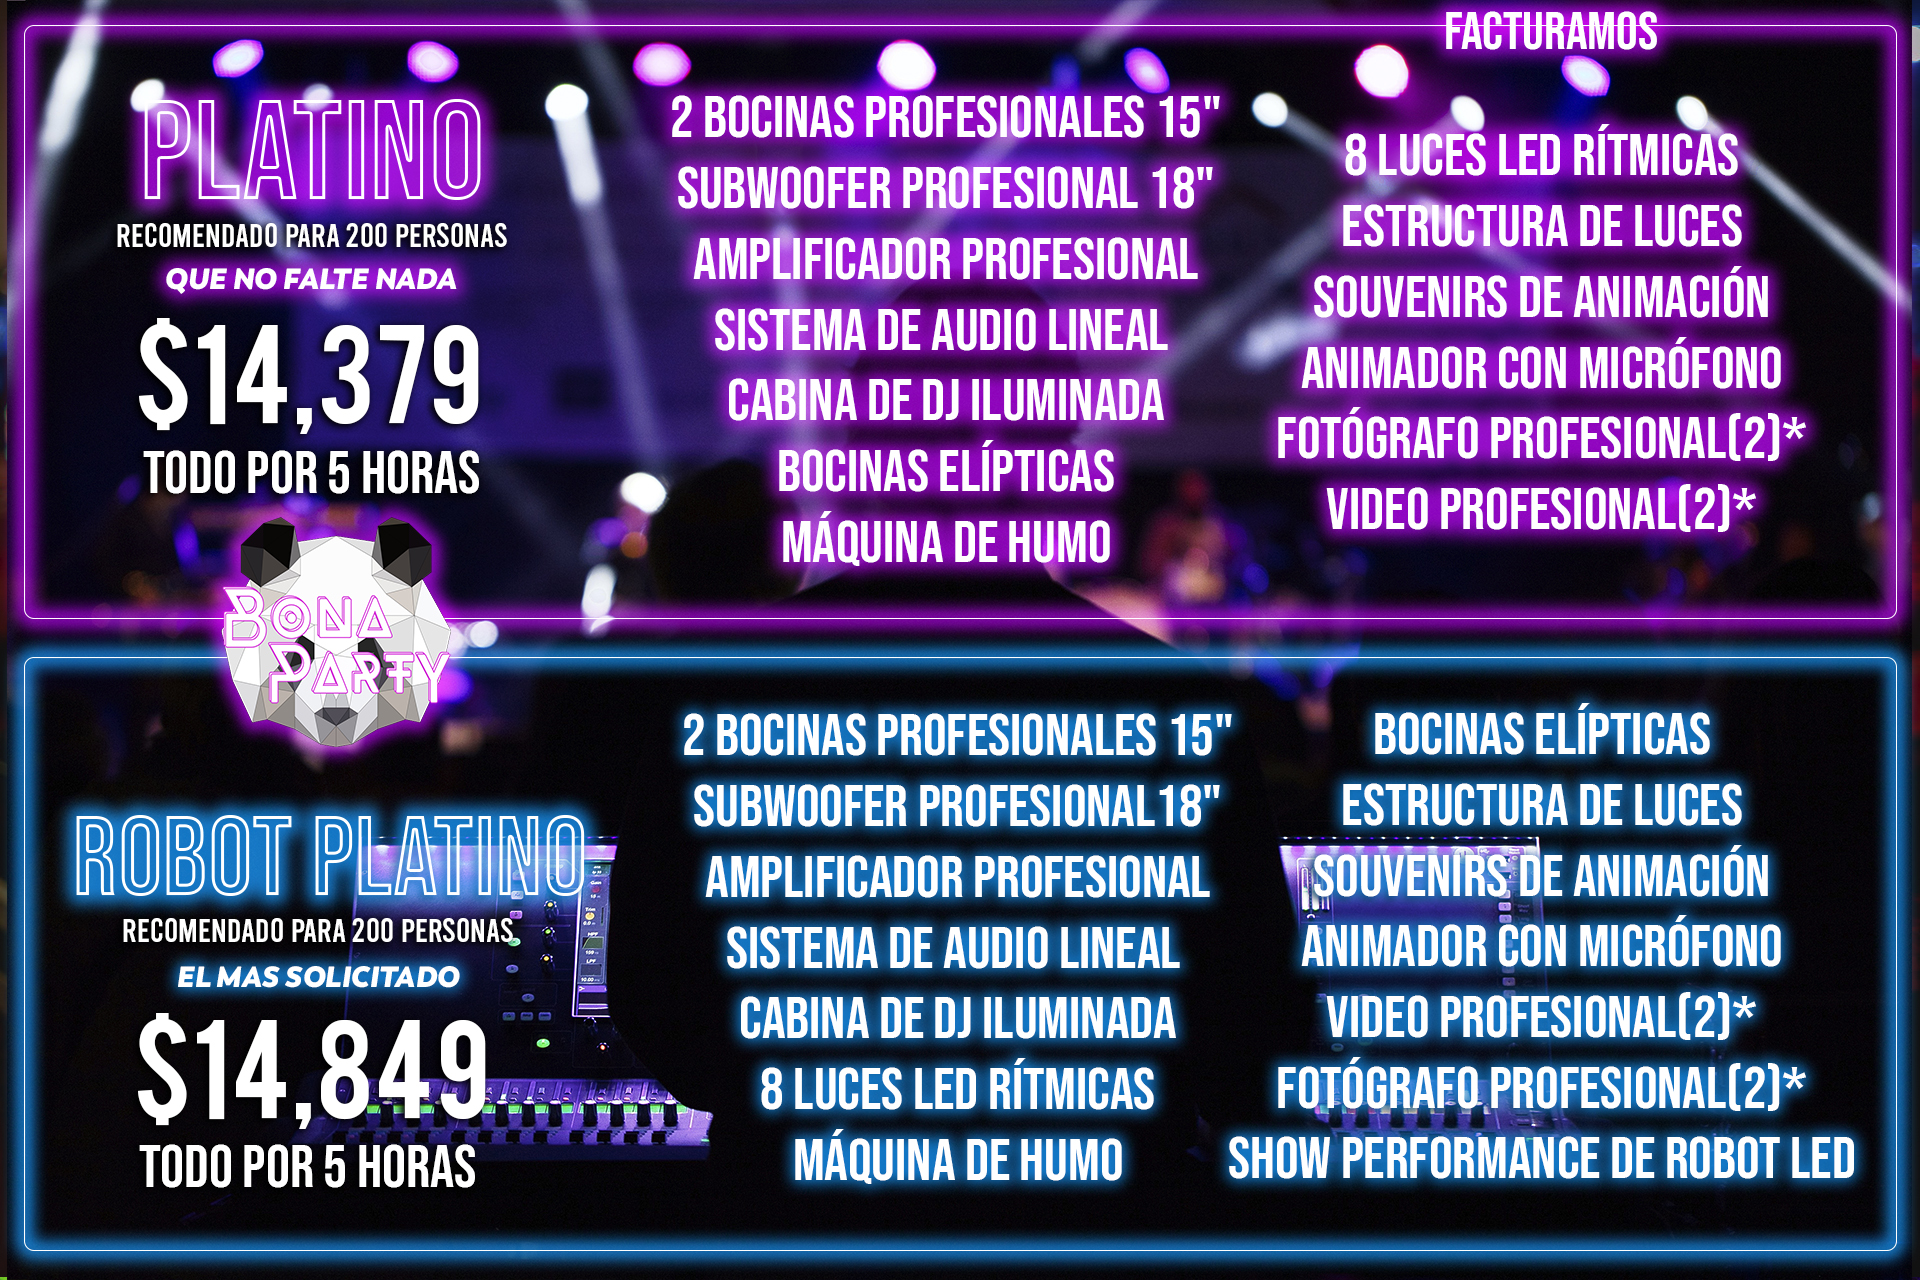 FACTURAMOS
PLATINO
RECOMENDADO PARA 200 PERSONAS
QUE NO FALTE NADA
$14,379
TODO POR 5 HORAS
2 BOCINAS PROFESIONALES 15"
SUBWOOFER PROFESIONAL 18"
AMPLIFICADOR PROFESIONAL
SISTEMA DE AUDIO LINEAL
CABINA DE DJ ILUMINADA
BOCINAS ELÍPTICAS
MÁQUINA DE HUMO
8 LUCES LED RÍTMICAS
ESTRUCTURA DE LUCES
SOUVENIRS DE ANIMACIÓN
ANIMADOR CON MICRÓFONO
FOTÓGRAFO PROFESIONAL(2)*
VIDEO PROFESIONAL(2)*
BONA
PARTY
ROBOT PLATINO
RECOMENDADO PARA 200 PERSONAS
EL MAS SOLICITADO
$14,849
TODO POR 5 HORAS
2 BOCINAS PROFESIONALES 15"
SUBWOOFER PROFESIONAL18"
AMPLIFICADOR PROFESIONAL
SISTEMA DE AUDIO LINEAL
CABINA DE DJ ILUMINADA
8 LUCES LED RÍTMICAS
MÁQUINA DE HUMO
BOCINAS ELÍPTICAS
ESTRUCTURA DE LUCES
SOUVENIRS DE ANIMACIÓN
ANIMADOR CON MICRÓFONO
VIDEO PROFESIONAL(2)*
FOTÓGRAFO PROFESIONAL(2)*
SHOW PERFORMANCE DE ROBOT LED